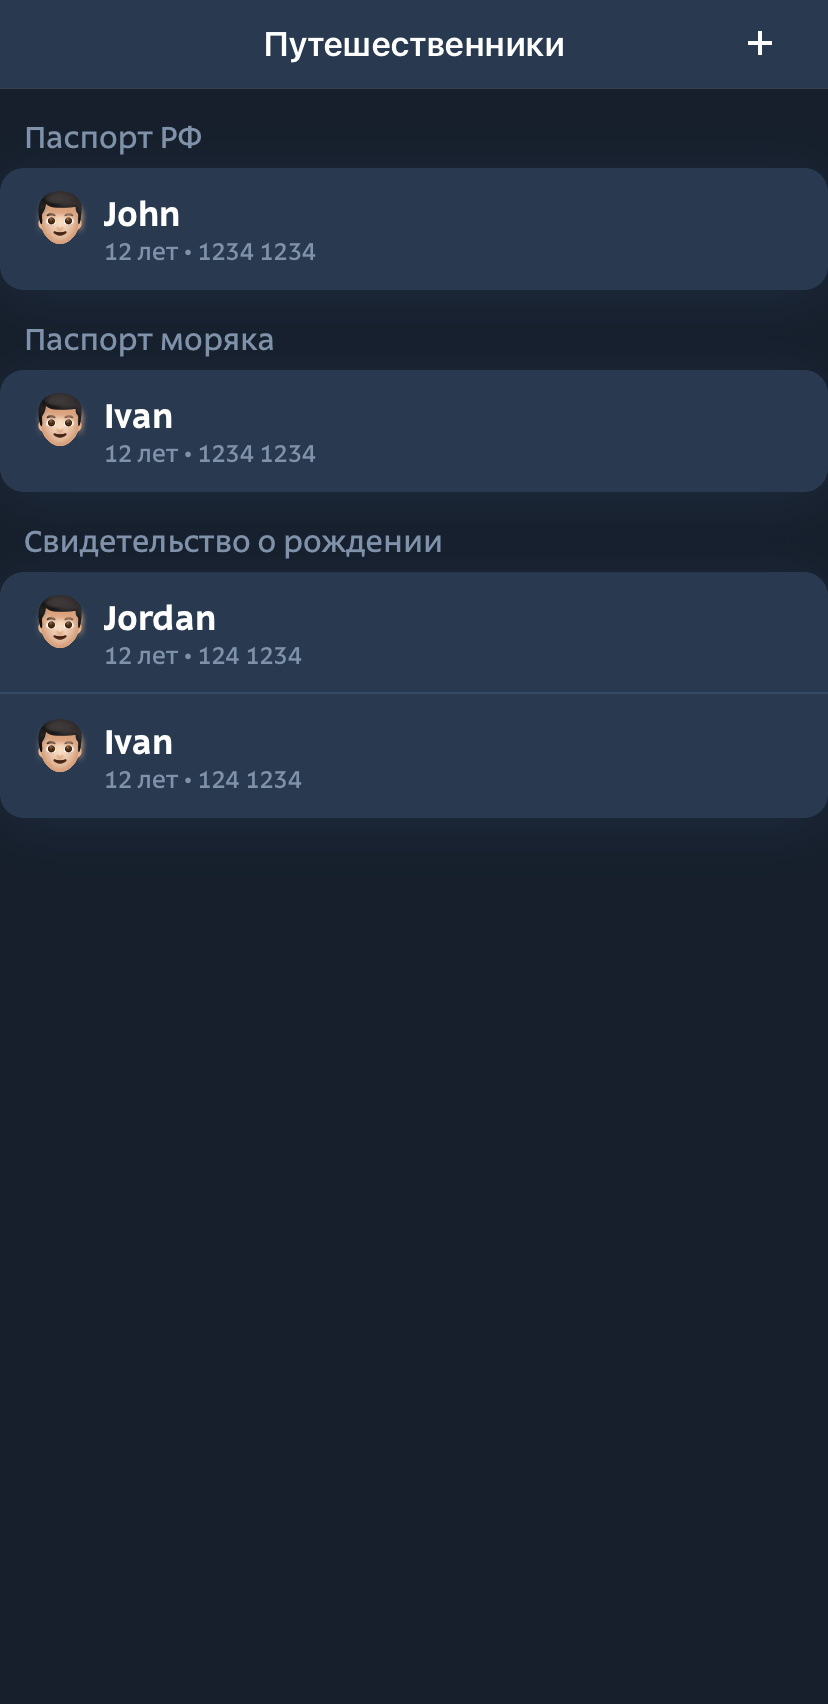 Путешественники +
Паспорт РФ
John
12 лет • 1234 1234
Паспорт моряка
Ivan
12 лет • 1234 1234
Свидетельство о рождении
Jordan
12 лет • 124 1234
Ivan
12 лет • 124 1234